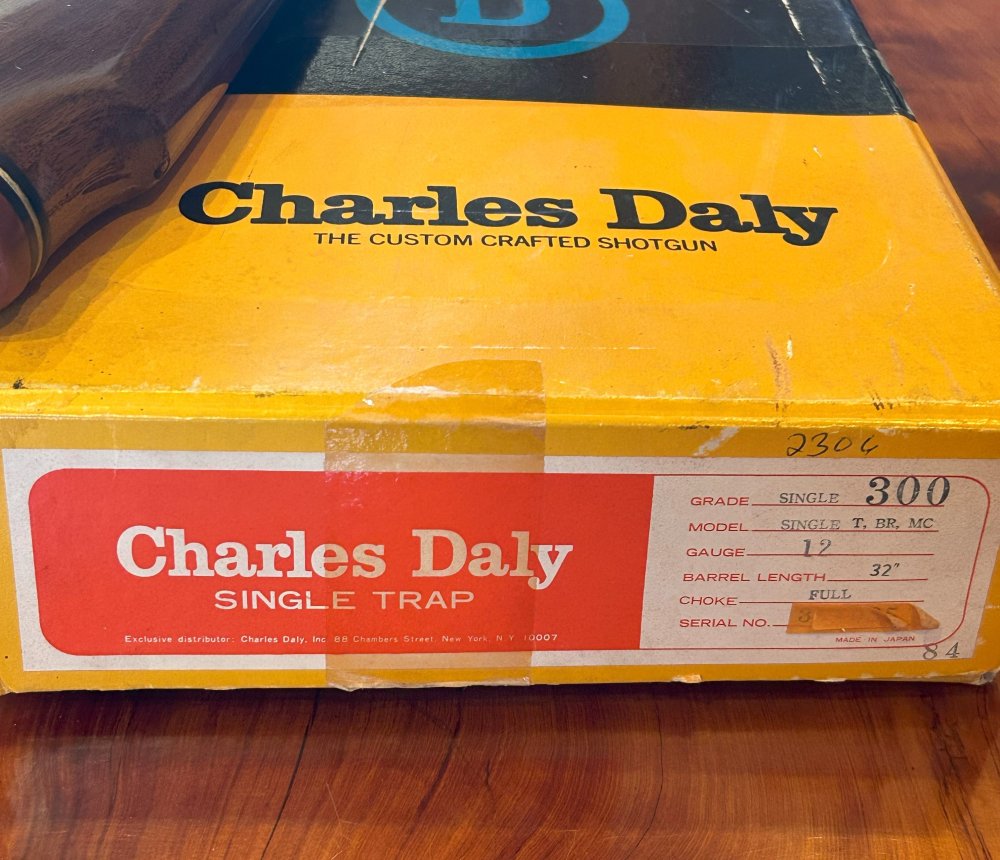 Charles Daly
THE CUSTOM CRAFTED SHOTGUN
2306
Charles Daly
SINGLE TRAP
Exclusive distributor: Charles Daly, Inc. 88 Chambers Street, New York, N.Y. 10007
GRADE SINGLE 300
MODEL SINGLE T, BR, MC
GAUGE 12
BARREL LENGTH 32"
CHOKE FULL
SERIAL NO.
MADE IN JAPAN
84